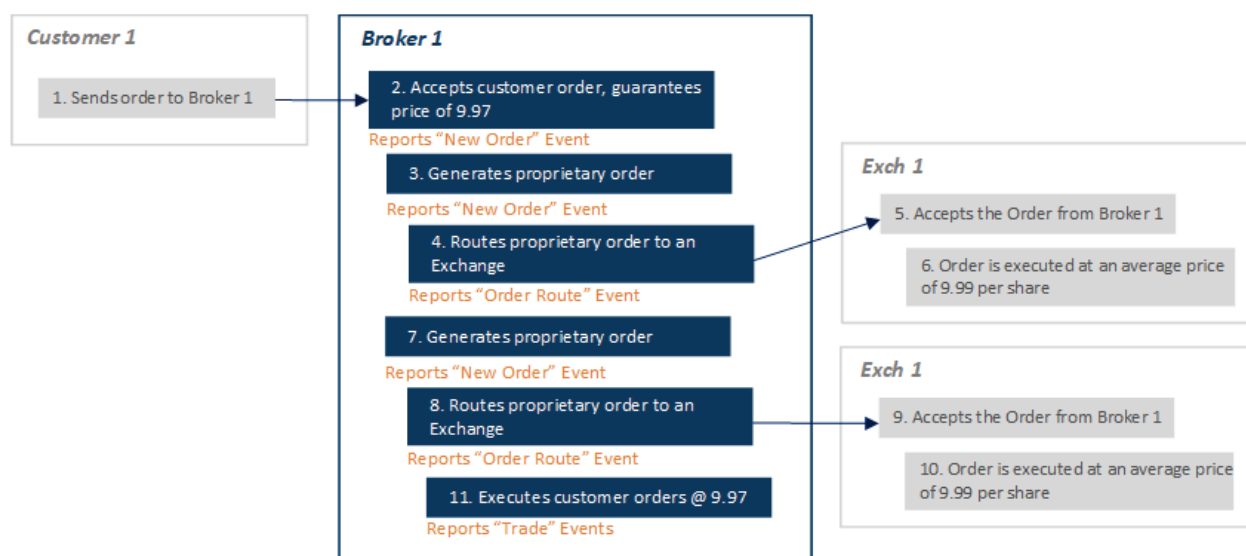 Customer 1
1. Sends order to Broker 1
Broker 1
2. Accepts customer order, guarantees
price of 9.97
Reports “New Order” Event
3. Generates proprietary order
Reports “New Order” Event
4. Routes proprietary order to an
Exchange
Reports “Order Route” Event
Exch 1
5. Accepts the Order from Broker 1
6. Order is executed at an average price
of 9.99 per share
7. Generates proprietary order
Reports “New Order” Event
8. Routes proprietary order to an
Exchange
Reports “Order Route” Event
Exch 1
9. Accepts the Order from Broker 1
10. Order is executed at an average price
of 9.99 per share
11. Executes customer orders @ 9.97
Reports “Trade” Events